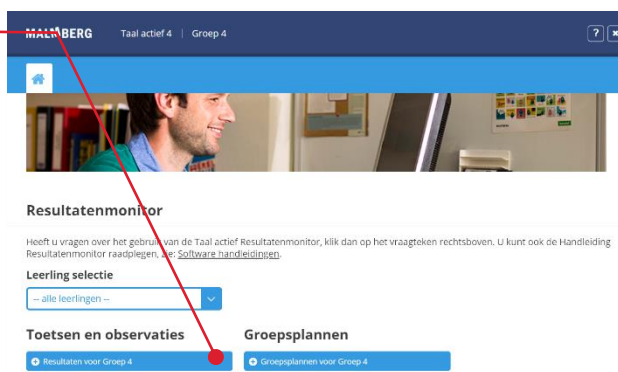 MALMBERG Taal actief 4 | Groep 4 ?
Resultatenmonitor
Heeft u vragen over het gebruik van de Taal actief Resultatenmonitor, klik dan op het vraagteken rechtsboven. U kunt ook de Handleiding
Resultatenmonitor raadplegen, zie: Software handleidingen.
Leerling selectie
-- alle leerlingen --
Toetsen en observaties Groepsplannen
Resultaten voor Groep 4 Groepsplannen voor Groep 4